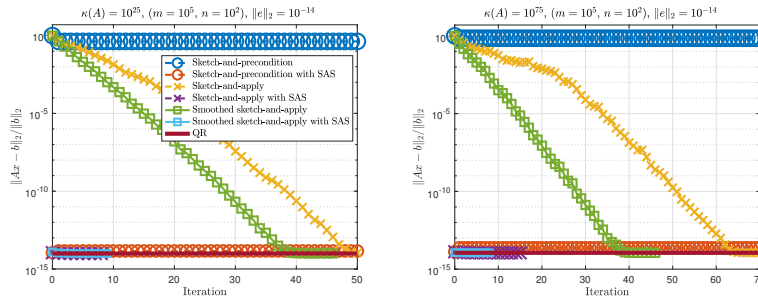 κ(A) = 10^25, (m = 10^5, n = 10^2), ‖e‖_2 = 10^-14
10^0
10^-5
10^-10
10^-15
‖Ax − b‖_2/‖b‖_2
Sketch-and-precondition
Sketch-and-precondition with SAS
Sketch-and-apply
Sketch-and-apply with SAS
Smoothed sketch-and-apply
Smoothed sketch-and-apply with SAS
QR
0 10 20 30 40 50
Iteration
κ(A) = 10^75, (m = 10^5, n = 10^2), ‖e‖_2 = 10^-14
10^0
10^-5
10^-10
10^-15
‖Ax − b‖_2/‖b‖_2
0 10 20 30 40 50 60 70
Iteration